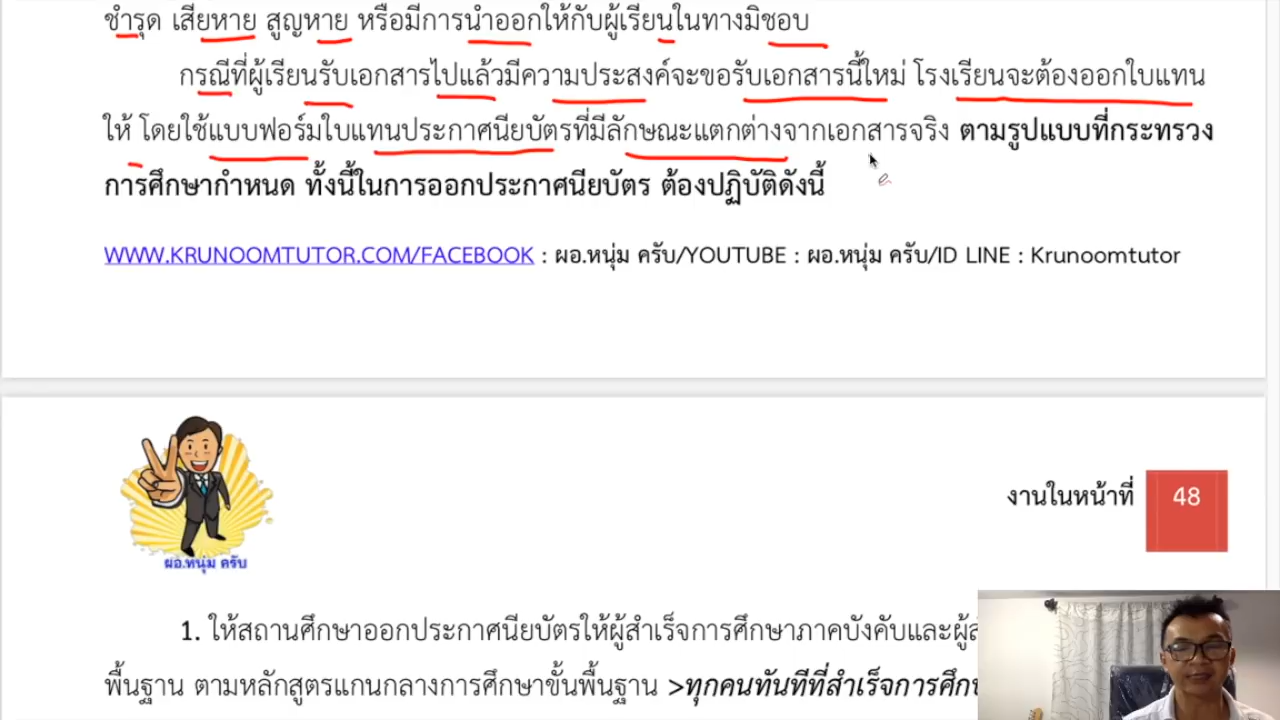 ชำรุด เสียหาย สูญหาย หรือมีการนำออกให้กับผู้เรียนในทางมิชอบ
กรณีที่ผู้เรียนรับเอกสารไปแล้วมีความประสงค์จะขอรับเอกสารนี้ใหม่ โรงเรียนจะต้องออกใบแทน
ให้ โดยใช้แบบฟอร์มใบแทนประกาศนียบัตรที่มีลักษณะแตกต่างจากเอกสารจริง ตามรูปแบบที่กระทรวง
การศึกษากำหนด ทั้งนี้ในการออกประกาศนียบัตร ต้องปฏิบัติดังนี้
WWW.KRUNOOMTUTOR.COM/FACEBOOK : ผอ.หนุ่ม ครับ/YOUTUBE : ผอ.หนุ่ม ครับ/ID LINE : Krunoomtutor
ผอ.หนุ่ม ครับ
งานในหน้าที่ 48
1. ให้สถานศึกษาออกประกาศนียบัตรให้ผู้สำเร็จการศึกษาภาคบังคับและผู้
พื้นฐาน ตามหลักสูตรแกนกลางการศึกษาขั้นพื้นฐาน >ทุกคนทันทีที่สำเร็จการศึก